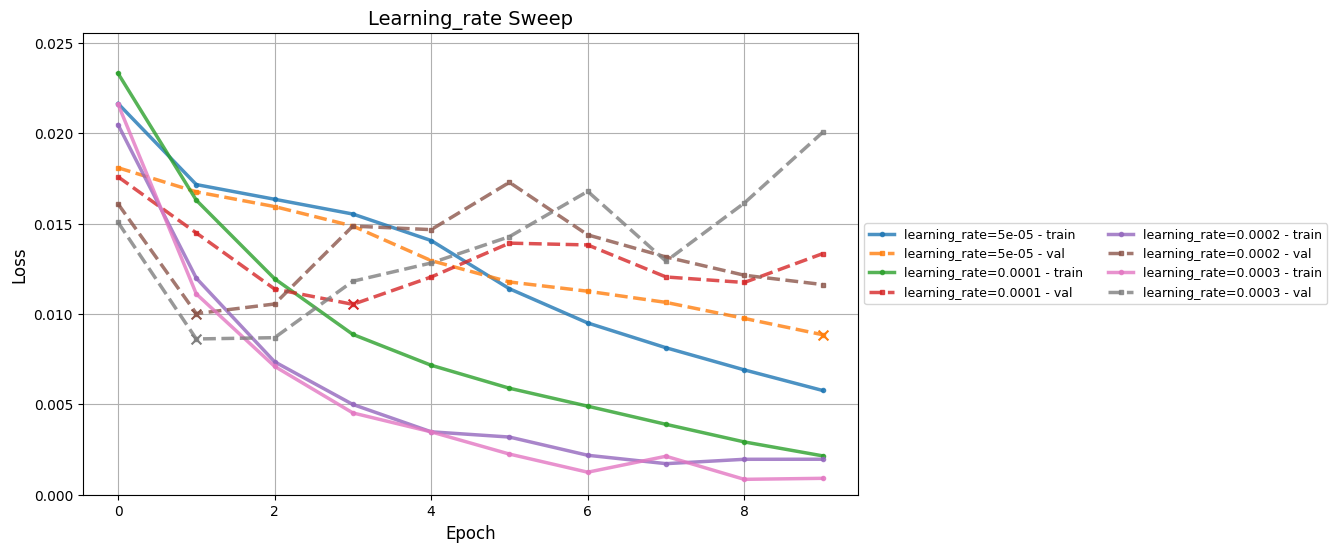 Learning_rate Sweep
Loss
0.025
0.020
0.015
0.010
0.005
0.000
0 2 4 6 8
Epoch
learning_rate=5e-05 - train
learning_rate=5e-05 - val
learning_rate=0.0001 - train
learning_rate=0.0001 - val
learning_rate=0.0002 - train
learning_rate=0.0002 - val
learning_rate=0.0003 - train
learning_rate=0.0003 - val